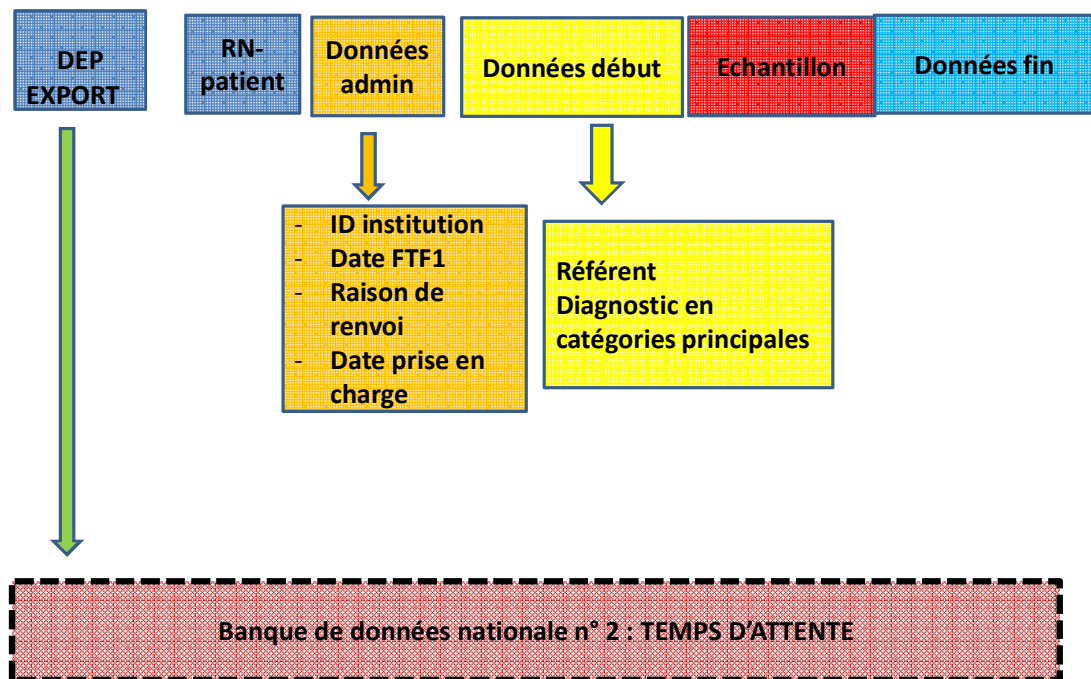 DEP
EXPORT
RN-
patient
Données
admin
Données début
Echantillon
Données fin
- ID institution
- Date FTF1
- Raison de
renvoi
- Date prise en
charge
Référent
Diagnostic en
catégories principales
Banque de données nationale n° 2 : TEMPS D'ATTENTE